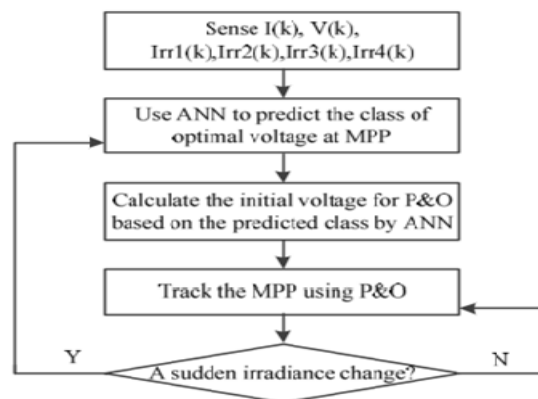 Sense I(k), V(k),
Irr1(k),Irr2(k),Irr3(k),Irr4(k)
Use ANN to predict the class of
optimal voltage at MPP
Calculate the initial voltage for P&O
based on the predicted class by ANN
Track the MPP using P&O
Y
N
A sudden irradiance change?